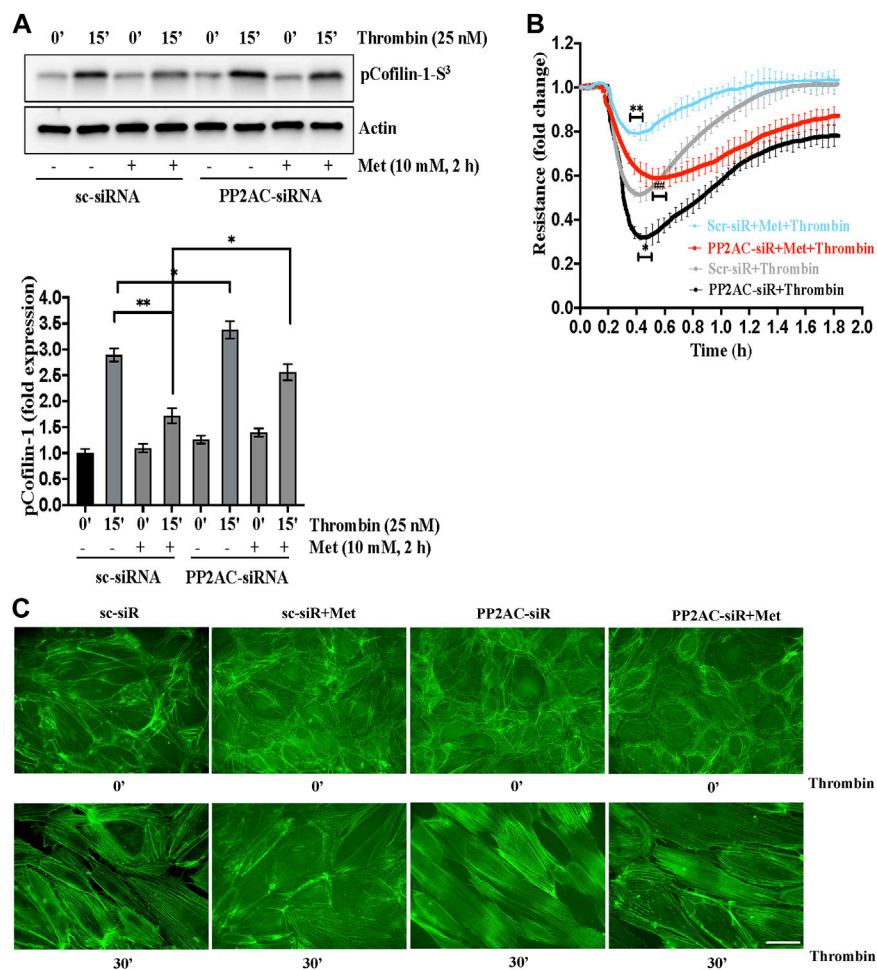 A
0' 15' 0' 15' 0' 15' 0' 15' Thrombin (25 nM)
pCofilin-1-S³
Actin
- - + + - - + + Met (10 mM, 2 h)
sc-siRNA PP2AC-siRNA
*
*
**
pCofilin-1 (fold expression)
4.0
3.5
3.0
2.5
2.0
1.5
1.0
0.5
0.0
0' 15' 0' 15' 0' 15' 0' 15' Thrombin (25 nM)
- - + + - - + + Met (10 mM, 2 h)
sc-siRNA PP2AC-siRNA
B
Resistance (fold change)
1.2
1.0
0.8
0.6
0.4
0.2
0.0
**
##
*
Scr-siR+Met+Thrombin
PP2AC-siR+Met+Thrombin
Scr-siR+Thrombin
PP2AC-siR+Thrombin
0.0 0.2 0.4 0.6 0.8 1.0 1.2 1.4 1.6 1.8 2.0
Time (h)
C
sc-siR sc-siR+Met PP2AC-siR PP2AC-siR+Met
0' 0' 0' 0' Thrombin
30' 30' 30' 30' Thrombin